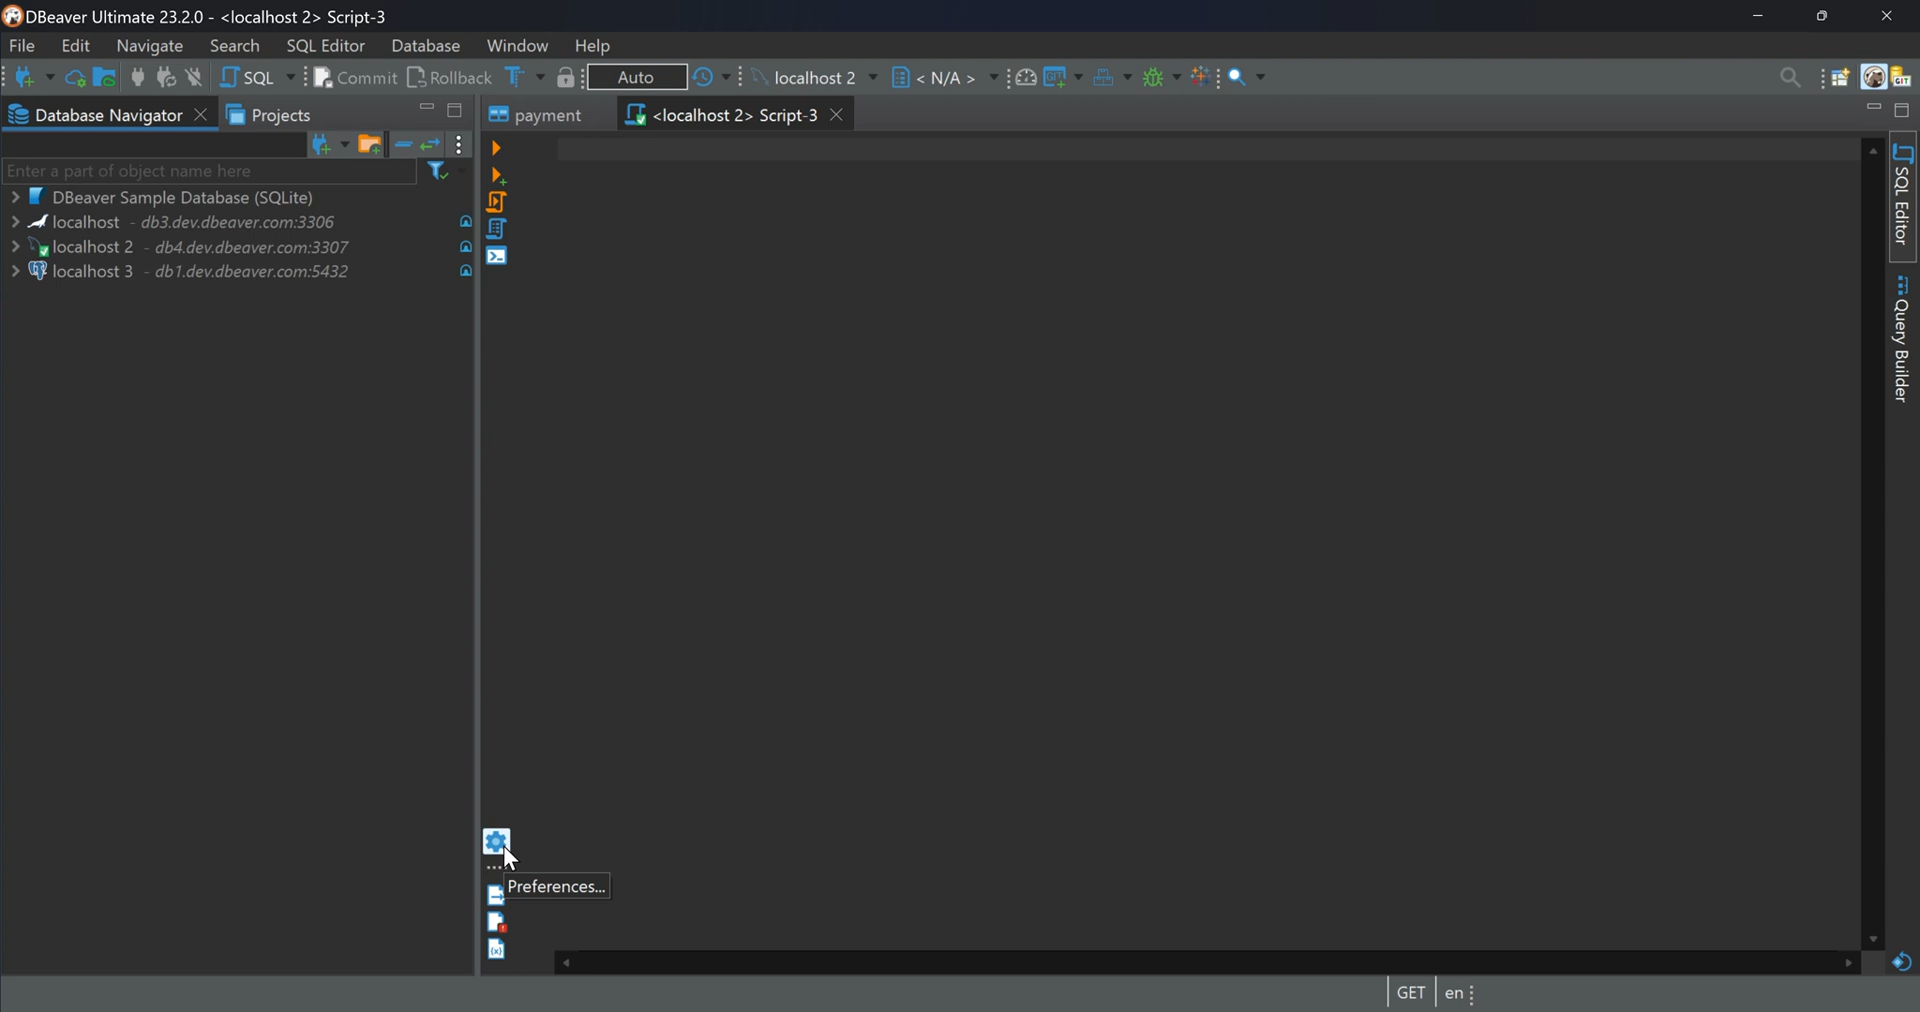 DBeaver Ultimate 23.2.0 - <localhost 2> Script-3
File Edit Navigate Search SQL Editor Database Window Help
SQL Commit Rollback Auto localhost 2 < N/A > GIT GIT
Database Navigator Projects
payment <localhost 2> Script-3
Enter a part of object name here
DBeaver Sample Database (SQLite)
localhost - db3.dev.dbeaver.com:3306
localhost 2 - db4.dev.dbeaver.com:3307
localhost 3 - db1.dev.dbeaver.com:5432
SQL Editor
Query Builder
Preferences...
GET en